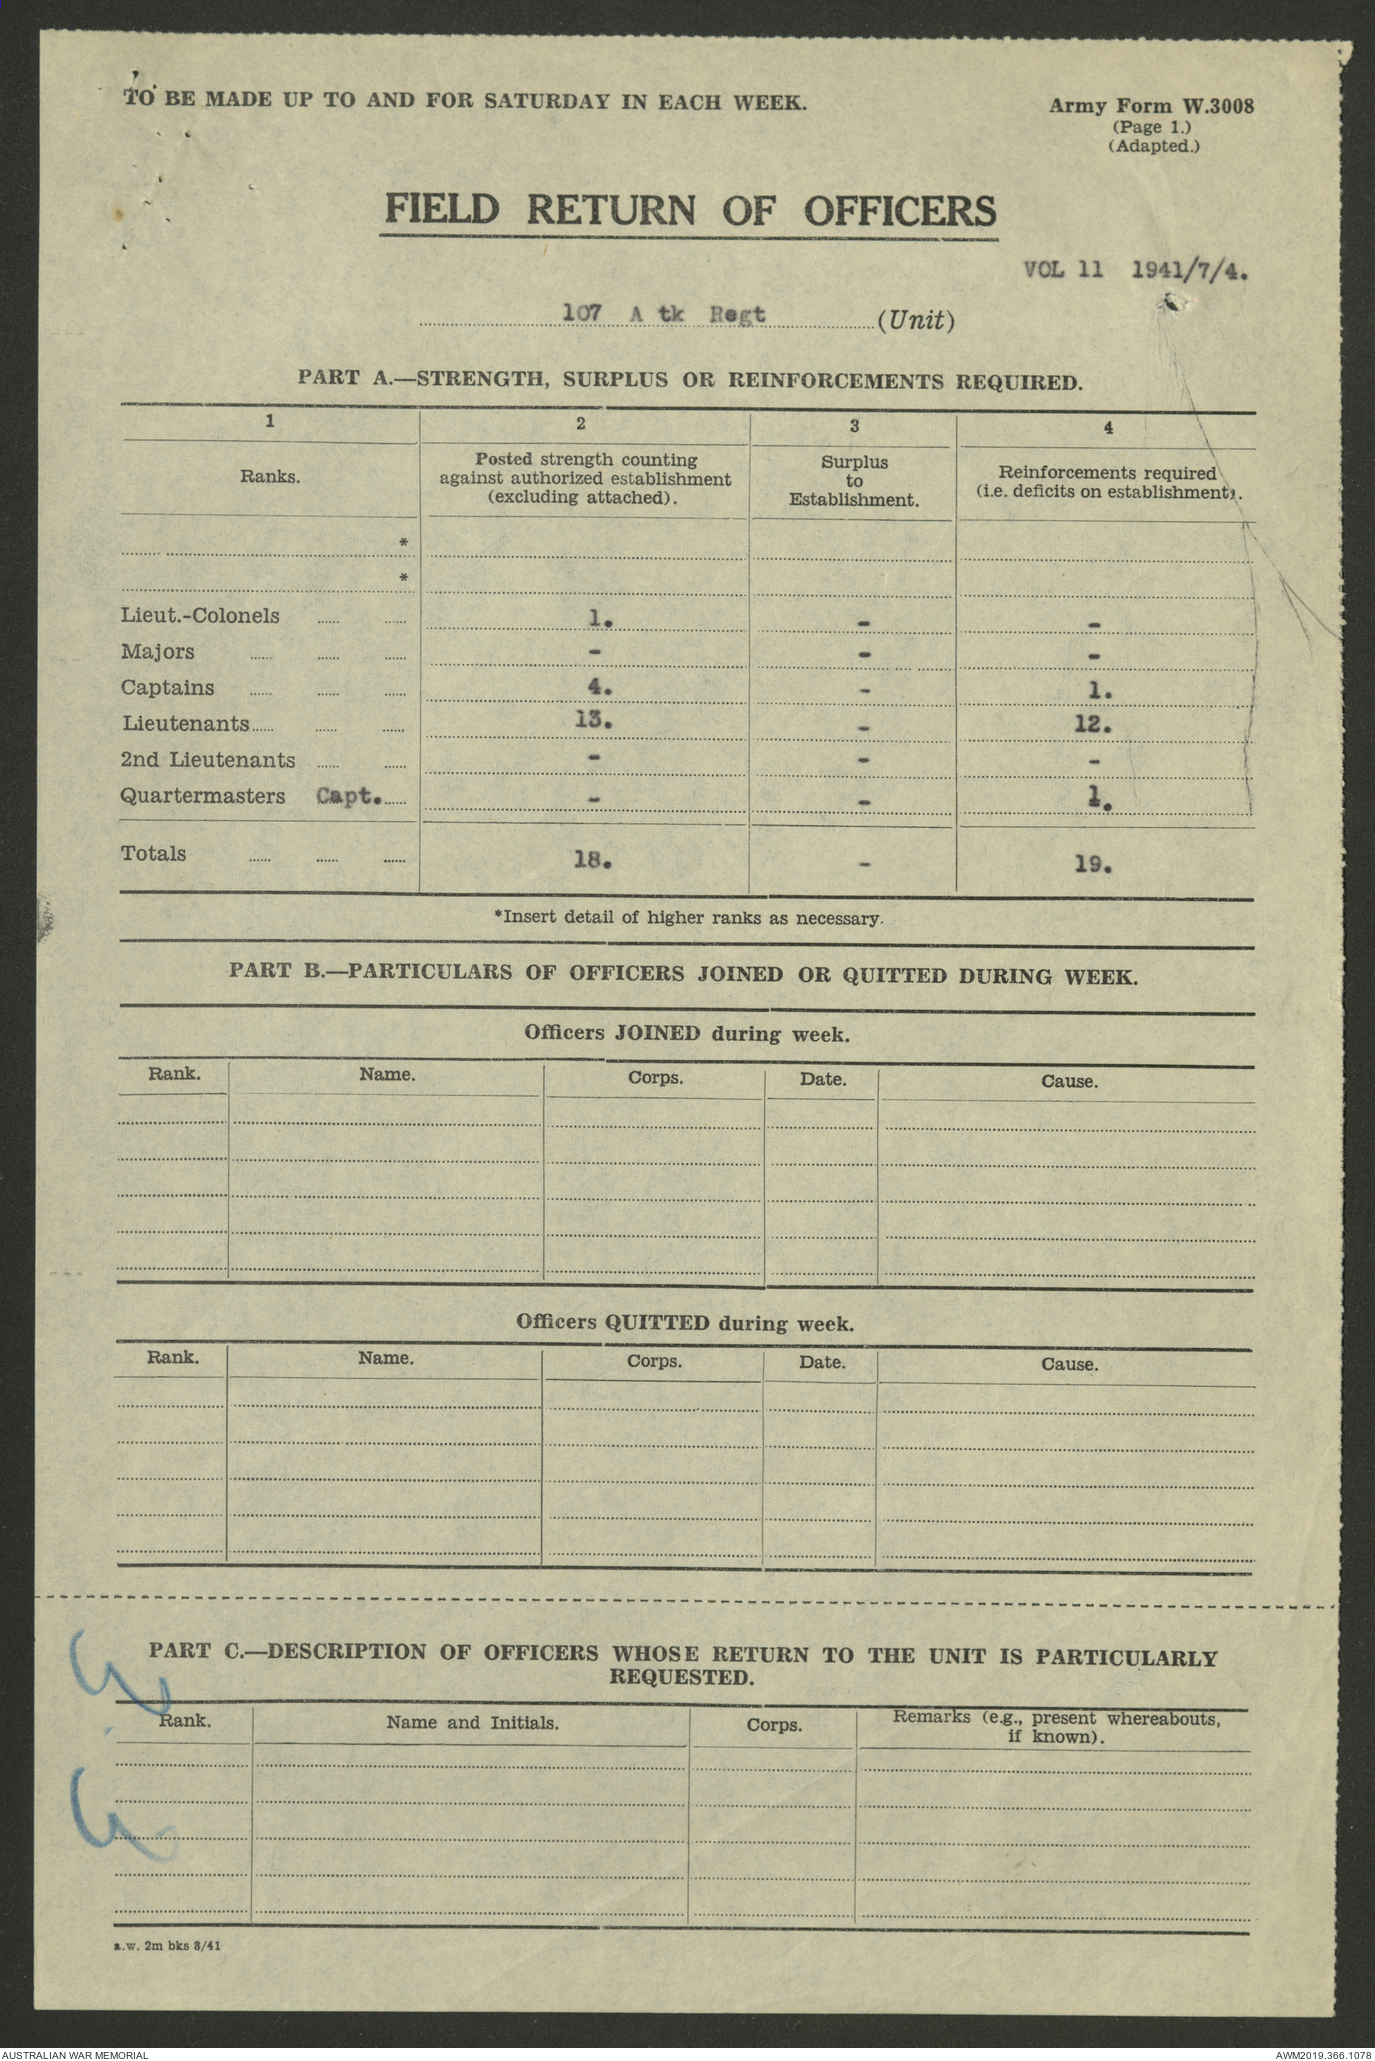 TO BE MADE UP TO AND FOR SATURDAY IN EACH WEEK.
Army Form W.3008
(Page 1.)
(Adapted.)
FIELD RETURN OF OFFICERS
VOL 11 1941/7/4.
107 A tk Regt (Unit)
PART A.—STRENGTH, SURPLUS OR REINFORCEMENTS REQUIRED.
1 2 3 4
Ranks.
Posted strength counting
against authorized establishment
(excluding attached).
Surplus
to
Establishment.
Reinforcements required
(i.e. deficits on establishment).
*
*
Lieut.-Colonels 1. - -
Majors - - -
Captains 4. - 1.
Lieutenants 13. - 12.
2nd Lieutenants - - -
Quartermasters Capt. - - 1.
Totals 18. - 19.
*Insert detail of higher ranks as necessary.
PART B.—PARTICULARS OF OFFICERS JOINED OR QUITTED DURING WEEK.
Officers JOINED during week.
Rank. Name. Corps. Date. Cause.
Officers QUITTED during week.
Rank. Name. Corps. Date. Cause.
PART C.—DESCRIPTION OF OFFICERS WHOSE RETURN TO THE UNIT IS PARTICULARLY
REQUESTED.
Rank. Name and Initials. Corps. Remarks (e.g., present whereabouts,
if known).
a.w. 2m bks 3/41
AUSTRALIAN WAR MEMORIAL
AWM2019.366.1078